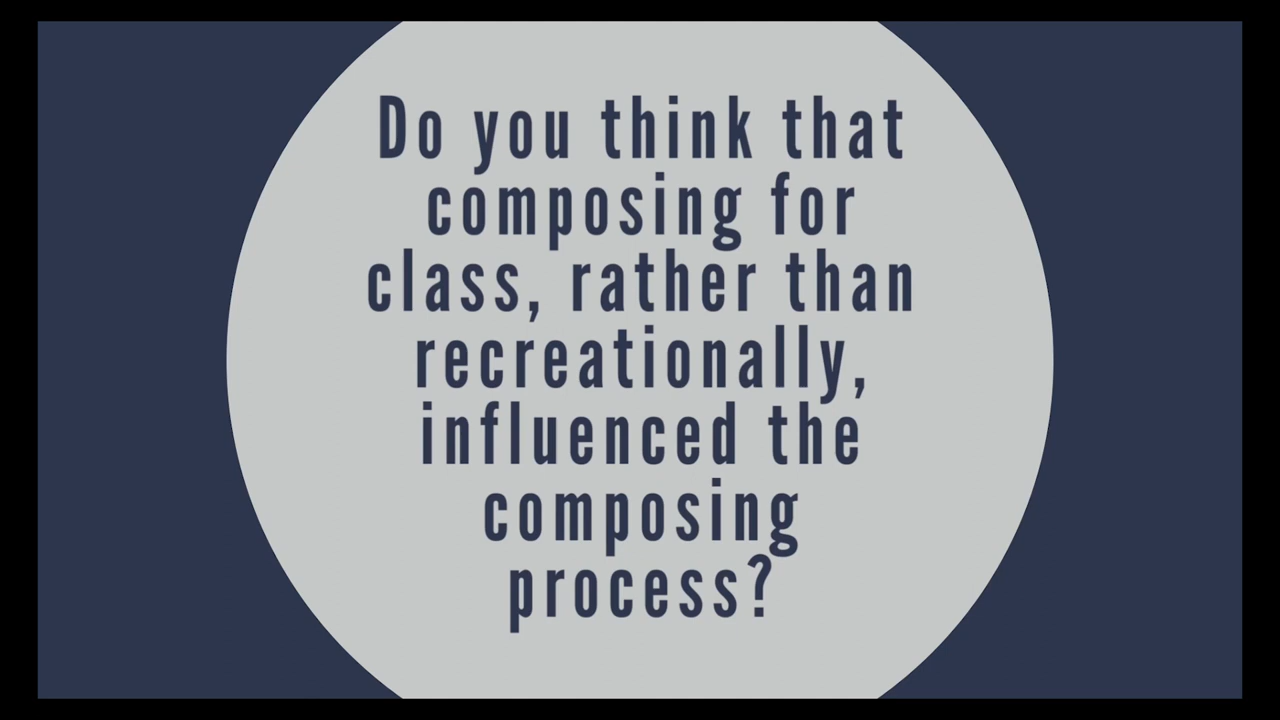 Do you think that
composing for
class, rather than
recreationally,
influenced the
composing
process?